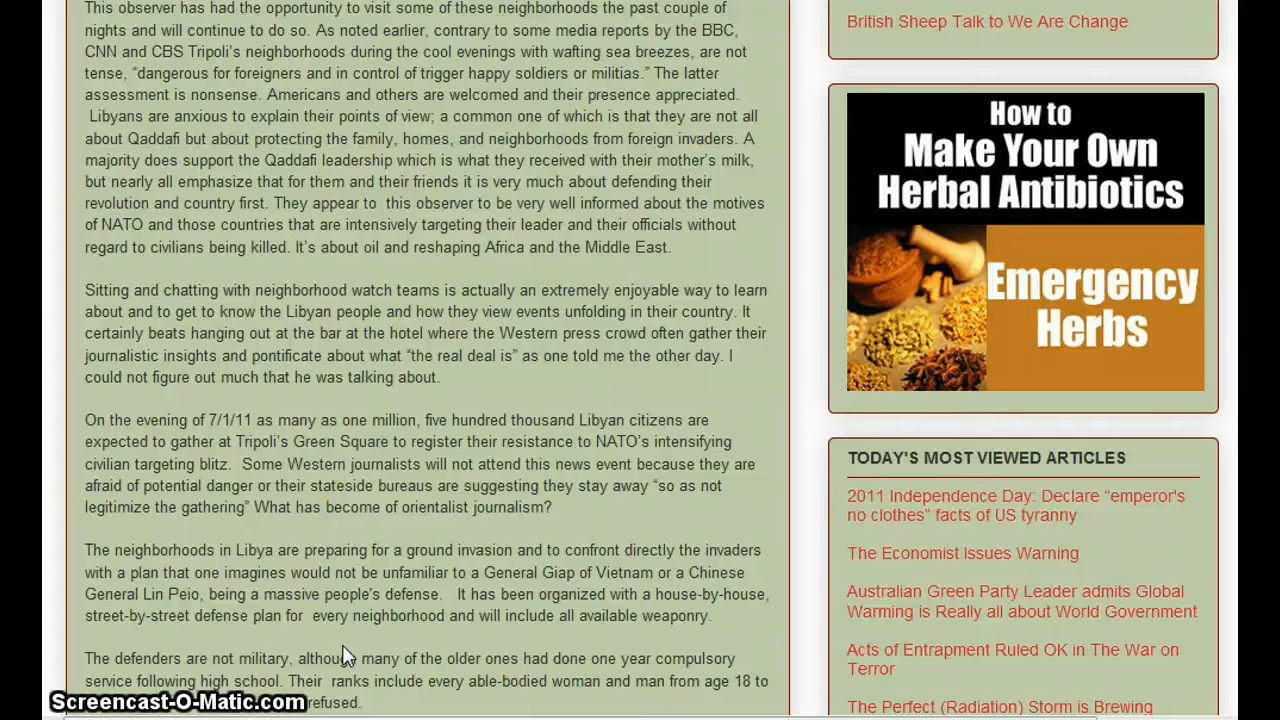 This observer has had the opportunity to visit some of these neighborhoods the past couple of
nights and will continue to do so. As noted earlier, contrary to some media reports by the BBC,
CNN and CBS Tripoli’s neighborhoods during the cool evenings with wafting sea breezes, are not
tense, “dangerous for foreigners and in control of trigger happy soldiers or militias.” The latter
assessment is nonsense. Americans and others are welcomed and their presence appreciated.
Libyans are anxious to explain their points of view; a common one of which is that they are not all
about Qaddafi but about protecting the family, homes, and neighborhoods from foreign invaders. A
majority does support the Qaddafi leadership which is what they received with their mother’s milk,
but nearly all emphasize that for them and their friends it is very much about defending their
revolution and country first. They appear to  this observer to be very well informed about the motives
of NATO and those countries that are intensively targeting their leader and their officials without
regard to civilians being killed. It’s about oil and reshaping Africa and the Middle East.
Sitting and chatting with neighborhood watch teams is actually an extremely enjoyable way to learn
about and to get to know the Libyan people and how they view events unfolding in their country. It
certainly beats hanging out at the bar at the hotel where the Western press crowd often gather their
journalistic insights and pontificate about what “the real deal is” as one told me the other day. I
could not figure out much that he was talking about.
On the evening of 7/1/11 as many as one million, five hundred thousand Libyan citizens are
expected to gather at Tripoli’s Green Square to register their resistance to NATO’s intensifying
civilian targeting blitz.  Some Western journalists will not attend this news event because they are
afraid of potential danger or their stateside bureaus are suggesting they stay away “so as not
legitimize the gathering” What has become of orientalist journalism?
The neighborhoods in Libya are preparing for a ground invasion and to confront directly the invaders
with a plan that one imagines would not be unfamiliar to a General Giap of Vietnam or a Chinese
General Lin Peio, being a massive people’s defense.   It has been organized with a house-by-house,
street-by-street defense plan for  every neighborhood and will include all available weaponry.
The defenders are not military, although many of the older ones had done one year compulsory
service following high school. Their  ranks include every able-bodied woman and man from age 18 to
refused.
Screencast-O-Matic.com
British Sheep Talk to We Are Change
How to
Make Your Own
Herbal Antibiotics
Emergency
Herbs
TODAY'S MOST VIEWED ARTICLES
2011 Independence Day: Declare “emperor's
no clothes” facts of US tyranny
The Economist Issues Warning
Australian Green Party Leader admits Global
Warming is Really all about World Government
Acts of Entrapment Ruled OK in The War on
Terror
The Perfect (Radiation) Storm is Brewing